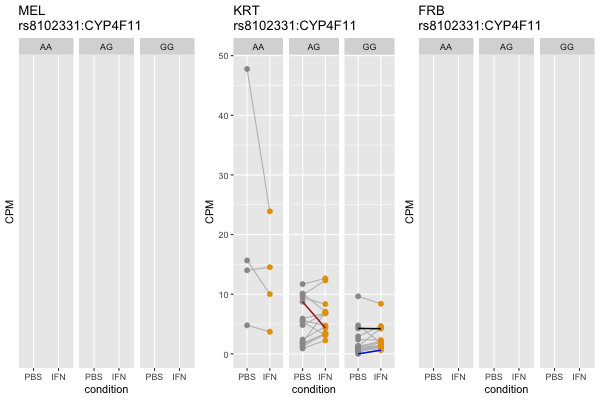 MEL
rs8102331:CYP4F11
AA AG GG
CPM
PBS IFN PBS IFN PBS IFN
condition
KRT
rs8102331:CYP4F11
AA AG GG
50
40
30
20
10
0
CPM
PBS IFN PBS IFN PBS IFN
condition
FRB
rs8102331:CYP4F11
AA AG GG
CPM
PBS IFN PBS IFN PBS IFN
condition